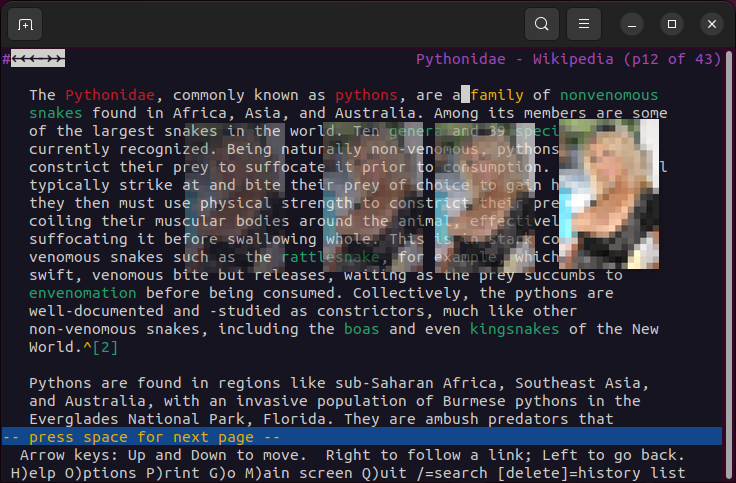 #<<<-->>
Pythonidae - Wikipedia (p12 of 43)
The Pythonidae, commonly known as pythons, are a family of nonvenomous
snakes found in Africa, Asia, and Australia. Among its members are some
of the largest snakes in the world. Ten genera and 39 speci
currently recognized. Being naturally non-venomous, pythons
constrict their prey to suffocate it prior to consumption.
typically strike at and bite their prey of choice to gain h
they then must use physical strength to constrict their pre
coiling their muscular bodies around the animal, effectivel
suffocating it before swallowing whole. This is in stark co
venomous snakes such as the rattlesnake, for example, which
swift, venomous bite but releases, waiting as the prey succumbs to
envenomation before being consumed. Collectively, the pythons are
well-documented and -studied as constrictors, much like other
non-venomous snakes, including the boas and even kingsnakes of the New
World.^[2]
Pythons are found in regions like sub-Saharan Africa, Southeast Asia,
and Australia, with an invasive population of Burmese pythons in the
Everglades National Park, Florida. They are ambush predators that
-- press space for next page --
Arrow keys: Up and Down to move. Right to follow a link; Left to go back.
H)elp O)ptions P)rint G)o M)ain screen Q)uit /=search [delete]=history list